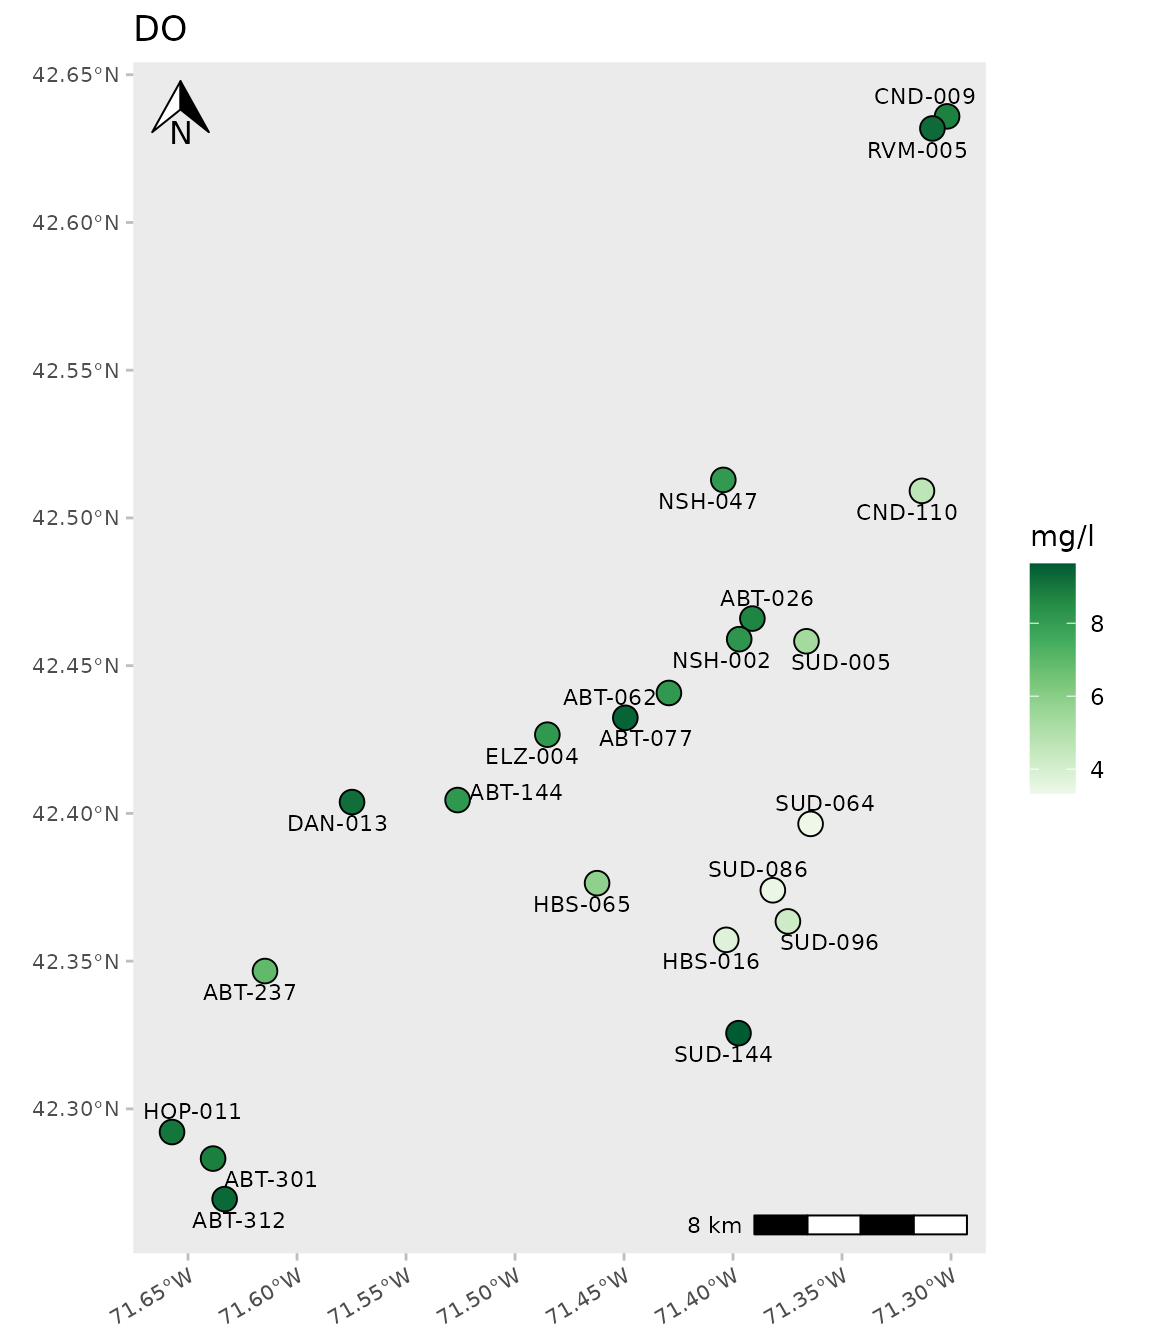 DO
42.65°N
42.60°N
42.55°N
42.50°N
42.45°N
42.40°N
42.35°N
42.30°N
N
CND-009
RVM-005
NSH-047
CND-110
ABT-026
NSH-002
SUD-005
ABT-062
ABT-077
ELZ-004
ABT-144
DAN-013
SUD-064
SUD-086
HBS-065
SUD-096
HBS-016
ABT-237
SUD-144
HOP-011
ABT-301
ABT-312
8 km
71.65°W
71.60°W
71.55°W
71.50°W
71.45°W
71.40°W
71.35°W
71.30°W
mg/l
8
6
4